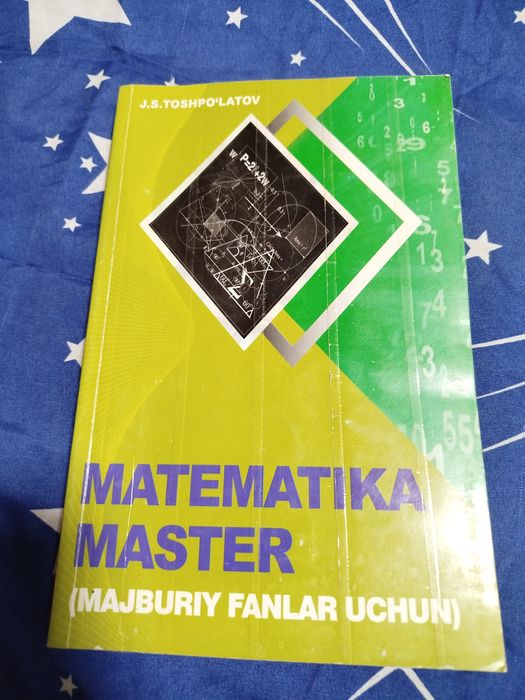 J.S.TOSHPO'LATOV
MATEMATIKA
MASTER
(MAJBURIY FANLAR UCHUN)